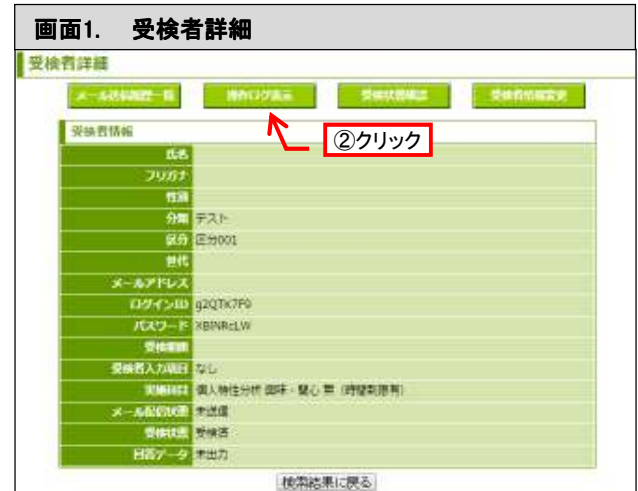 画面1. 受検者詳細
受検者詳細
メール送信履歴一覧 操作ログ表示 受検状態確認 受検者情報変更
②クリック
受検者情報
氏名
フリガナ
性別
分類 テスト
区分 区分001
世代
メールアドレス
ログインID g2QTK7F9
パスワード XBINRcLW
受検期間
受検者入力項目 なし
実施科目 個人特性分析 興味・関心 票 (時間制限有)
メール配信状態 未送信
受検状態 受検済
回答データ 未出力
検索結果に戻る